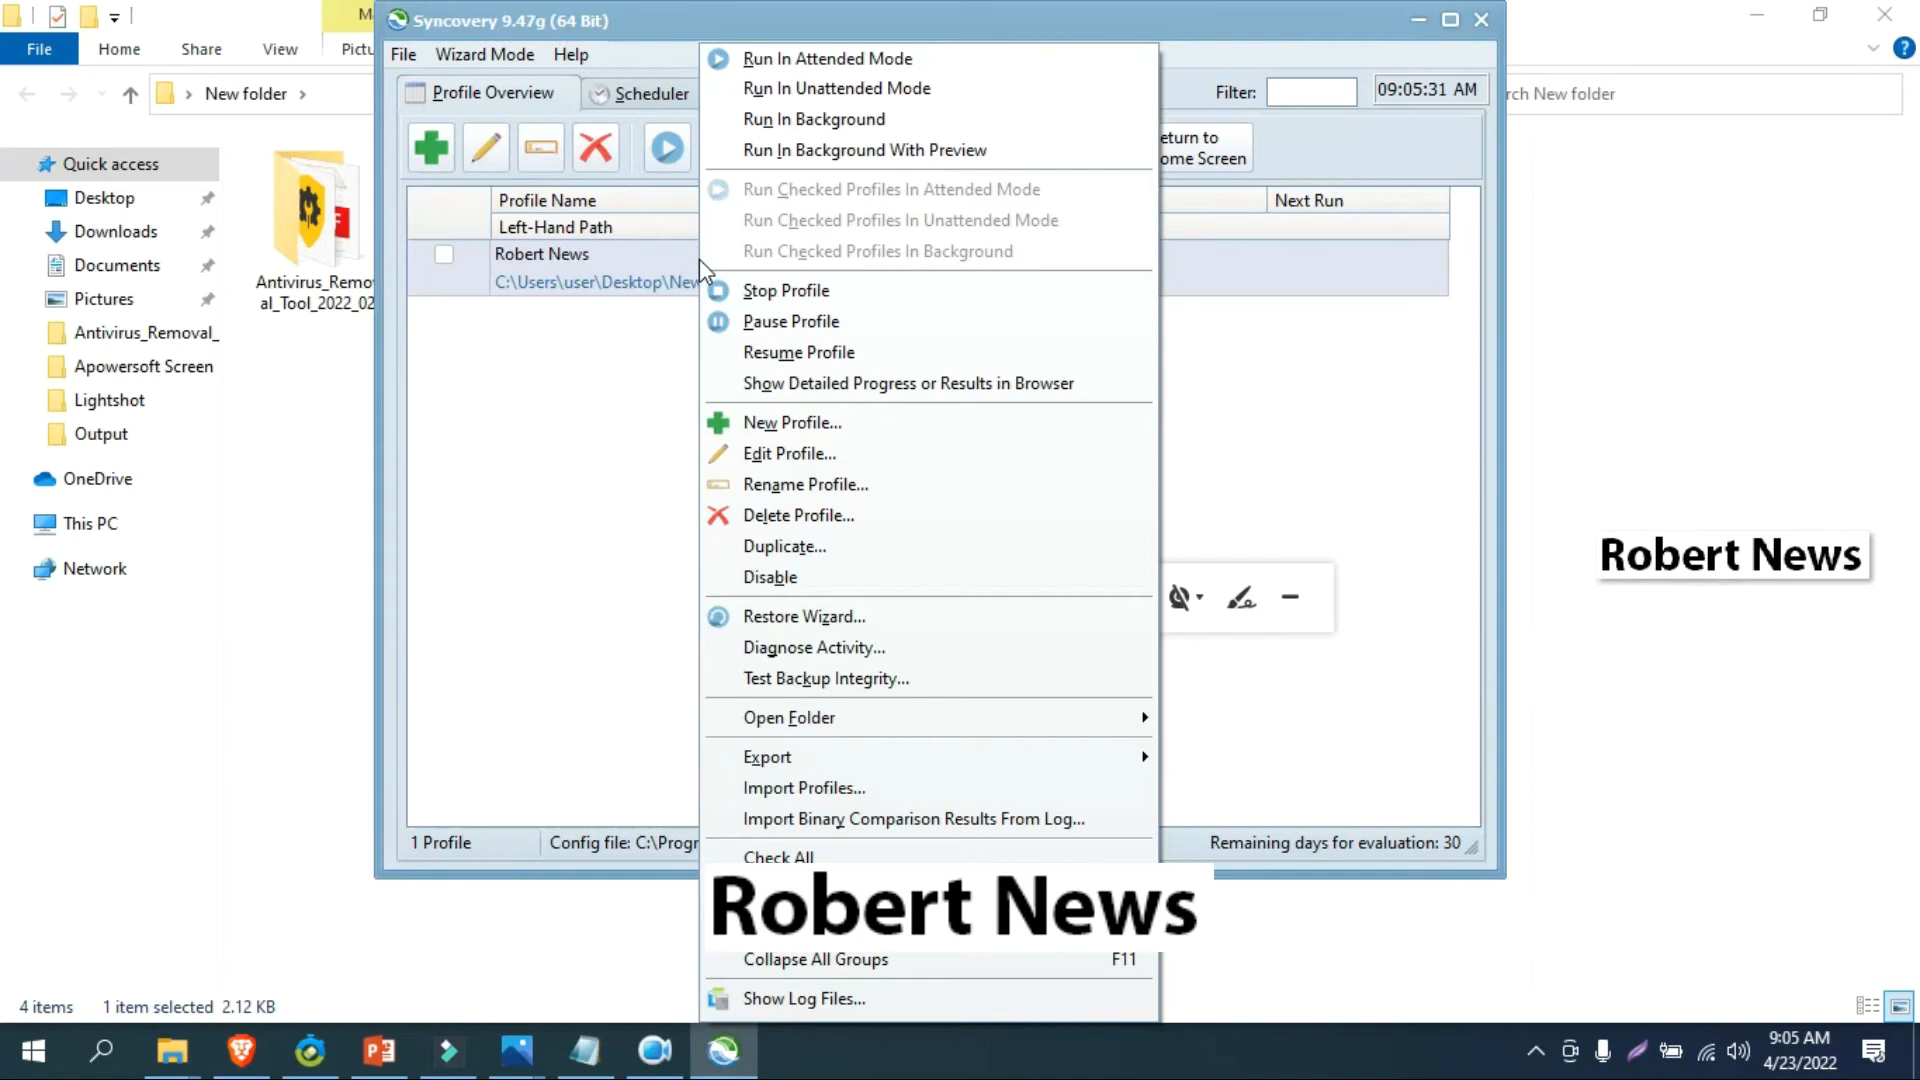 Syncovery 9.47g (64 Bit)
File
Home
Share
View
File
Wizard Mode
Help
New folder
Profile Overview
Scheduler
Filter:
09:05:31 AM
New folder
Home Screen
Profile Name
Next Run
Left-Hand Path
Robert News
C:\Users\user\Desktop\New
Run In Attended Mode
Run In Unattended Mode
Run In Background
Run In Background With Preview
Run Checked Profiles In Attended Mode
Run Checked Profiles In Unattended Mode
Run Checked Profiles In Background
Stop Profile
Pause Profile
Resume Profile
Show Detailed Progress or Results in Browser
New Profile...
Edit Profile...
Rename Profile...
Delete Profile...
Duplicate...
Disable
Restore Wizard...
Diagnose Activity...
Test Backup Integrity...
Open Folder
Export
Import Profiles...
Import Binary Comparison Results From Log...
Check All
Robert News
Collapse All Groups F11
Show Log Files...
Quick access
Desktop
Downloads
Documents
Pictures
Antivirus_Removal_
Apowersoft Screen
Lightshot
Output
OneDrive
This PC
Network
Antivirus_Remo
al_Tool_2022_02
Robert News
1 Profile
Config file: C:\Progr
Remaining days for evaluation: 30
4 items
1 item selected 2.12 KB
9:05 AM
4/23/2022